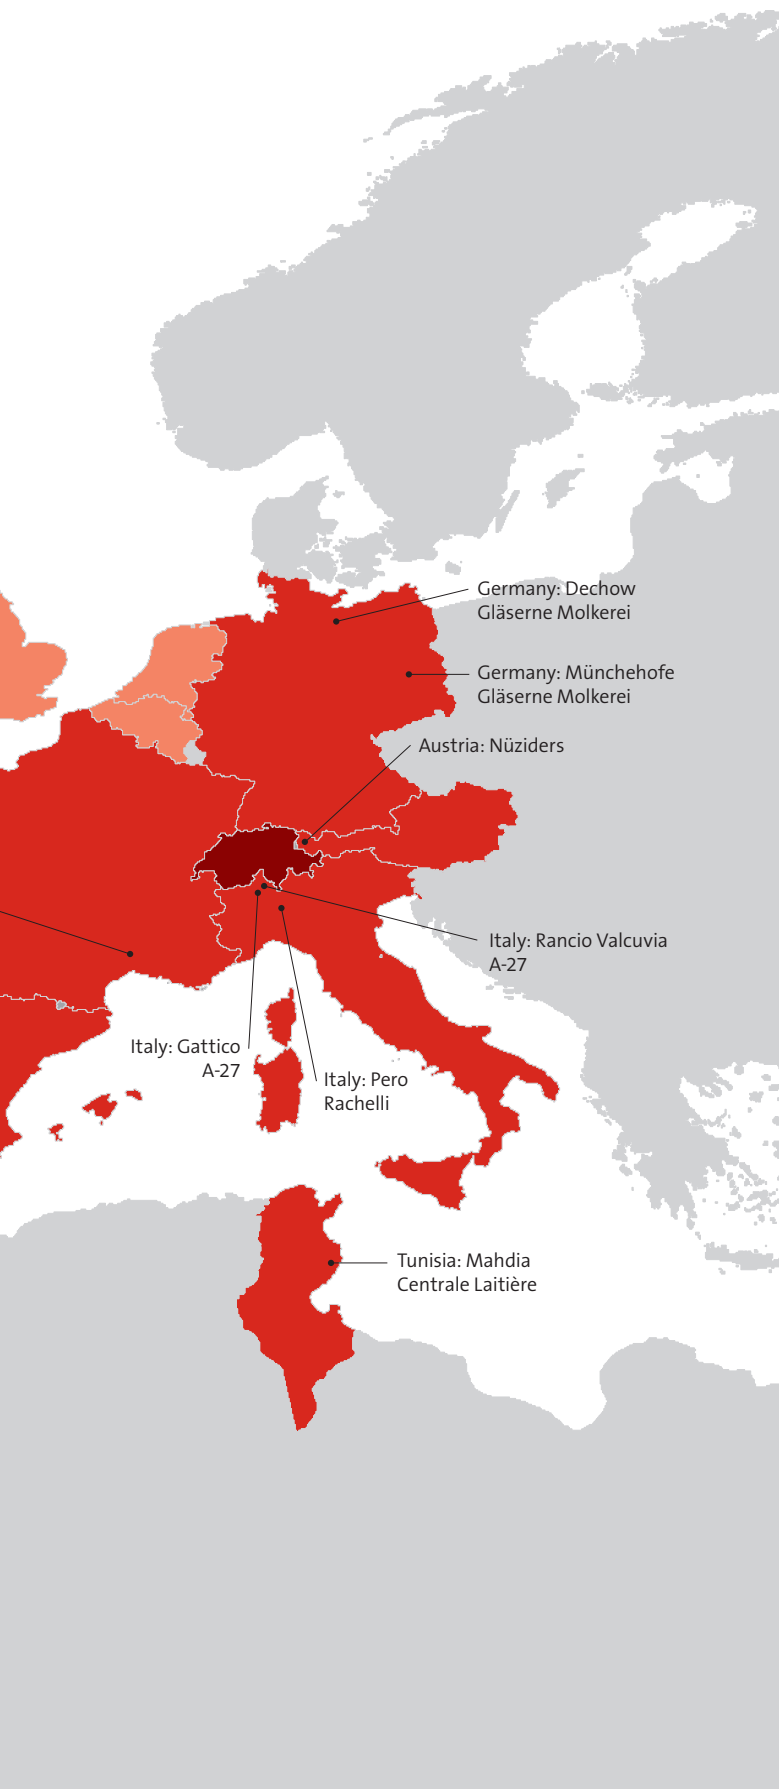 Germany: Dechow
Gläserne Molkerei
Germany: Münchehofe
Gläserne Molkerei
Austria: Nüziders
Italy: Rancio Valcuvia
A-27
Italy: Gattico
A-27
Italy: Pero
Rachelli
Tunisia: Mahdia
Centrale Laitière